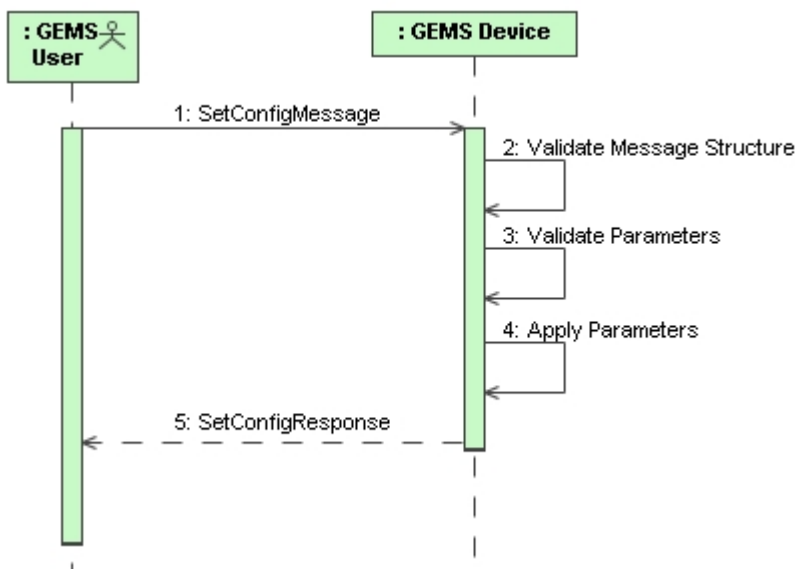 : GEMS
User
: GEMS Device
1: SetConfigMessage
2: Validate Message Structure
3: Validate Parameters
4: Apply Parameters
5: SetConfigResponse